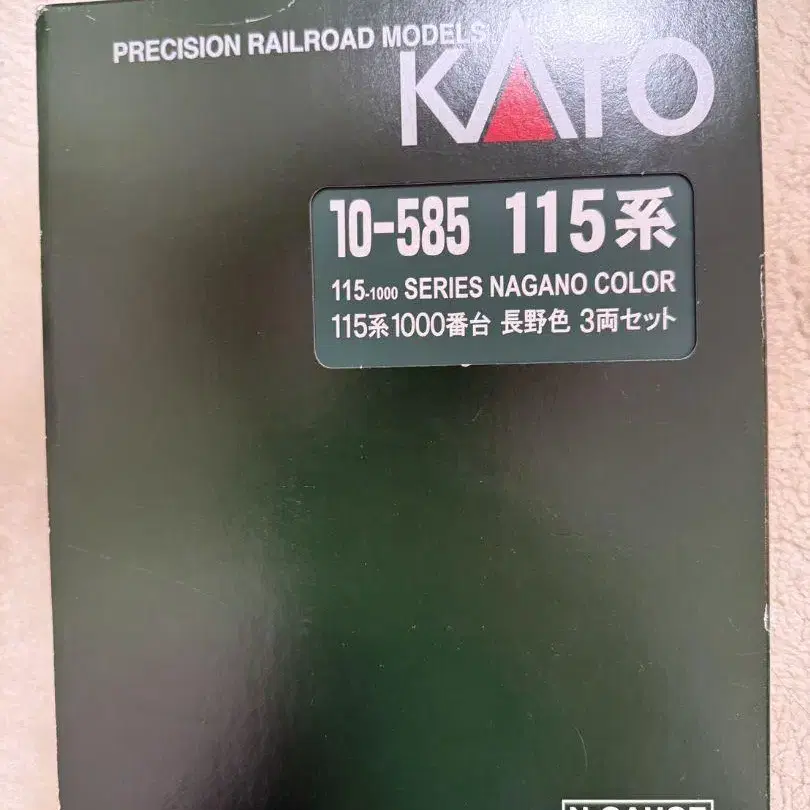 PRECISION RAILROAD MODELS
KATO
10-585 115系
115-1000 SERIES NAGANO COLOR
115系1000番台 長野色 3両セット
N GAUGE